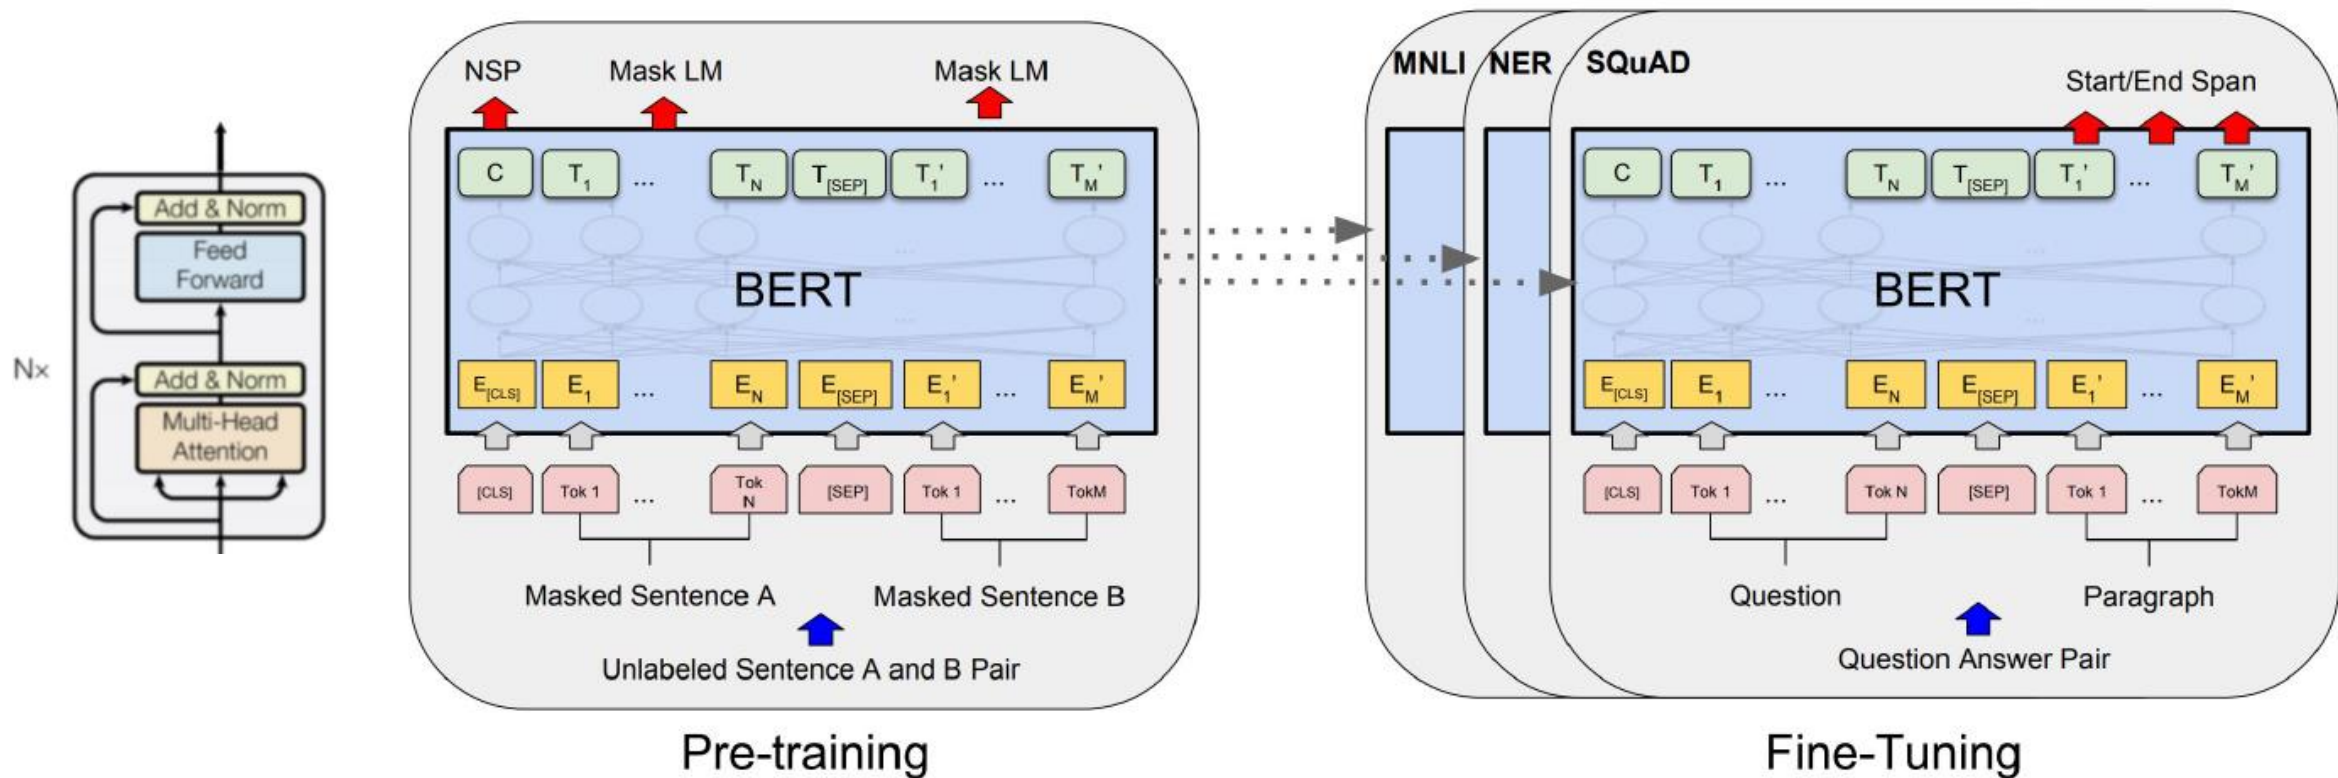 Add & Norm
Feed
Forward
Nx
Add & Norm
Multi-Head
Attention
NSP
Mask LM
Mask LM
C
T1
...
TN
T[SEP]
T1'
...
TM'
BERT
E[CLS]
E1
...
EN
E[SEP]
E1'
...
EM'
[CLS]
Tok 1
...
Tok
N
[SEP]
Tok 1
...
TokM
Masked Sentence A
Masked Sentence B
Unlabeled Sentence A and B Pair
Pre-training
MNLI
NER
SQuAD
Start/End Span
C
T1
...
TN
T[SEP]
T1'
...
TM'
BERT
E[CLS]
E1
...
EN
E[SEP]
E1'
...
EM'
[CLS]
Tok 1
...
Tok N
[SEP]
Tok 1
...
TokM
Question
Paragraph
Question Answer Pair
Fine-Tuning